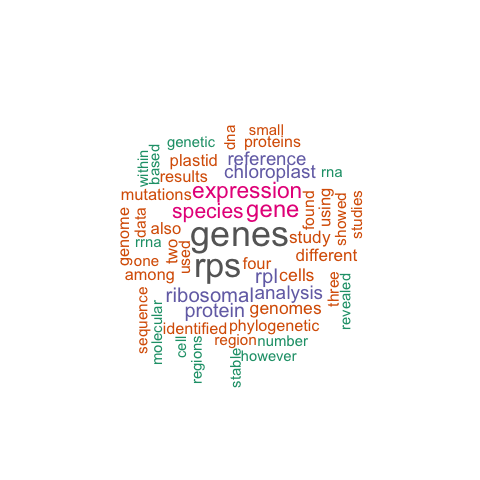 dna
small
genetic
proteins
within
based
plastid
reference
results
chloroplast
rna
mutations
expression
found
using
showed
studies
genome
data
species
gene
also
rrna
genes
study
two
used
different
one
rps
four
among
rpl
cells
three
revealed
ribosomal
analysis
sequence
molecular
protein
genomes
identified
phylogenetic
cell
regions
region
number
stable
however